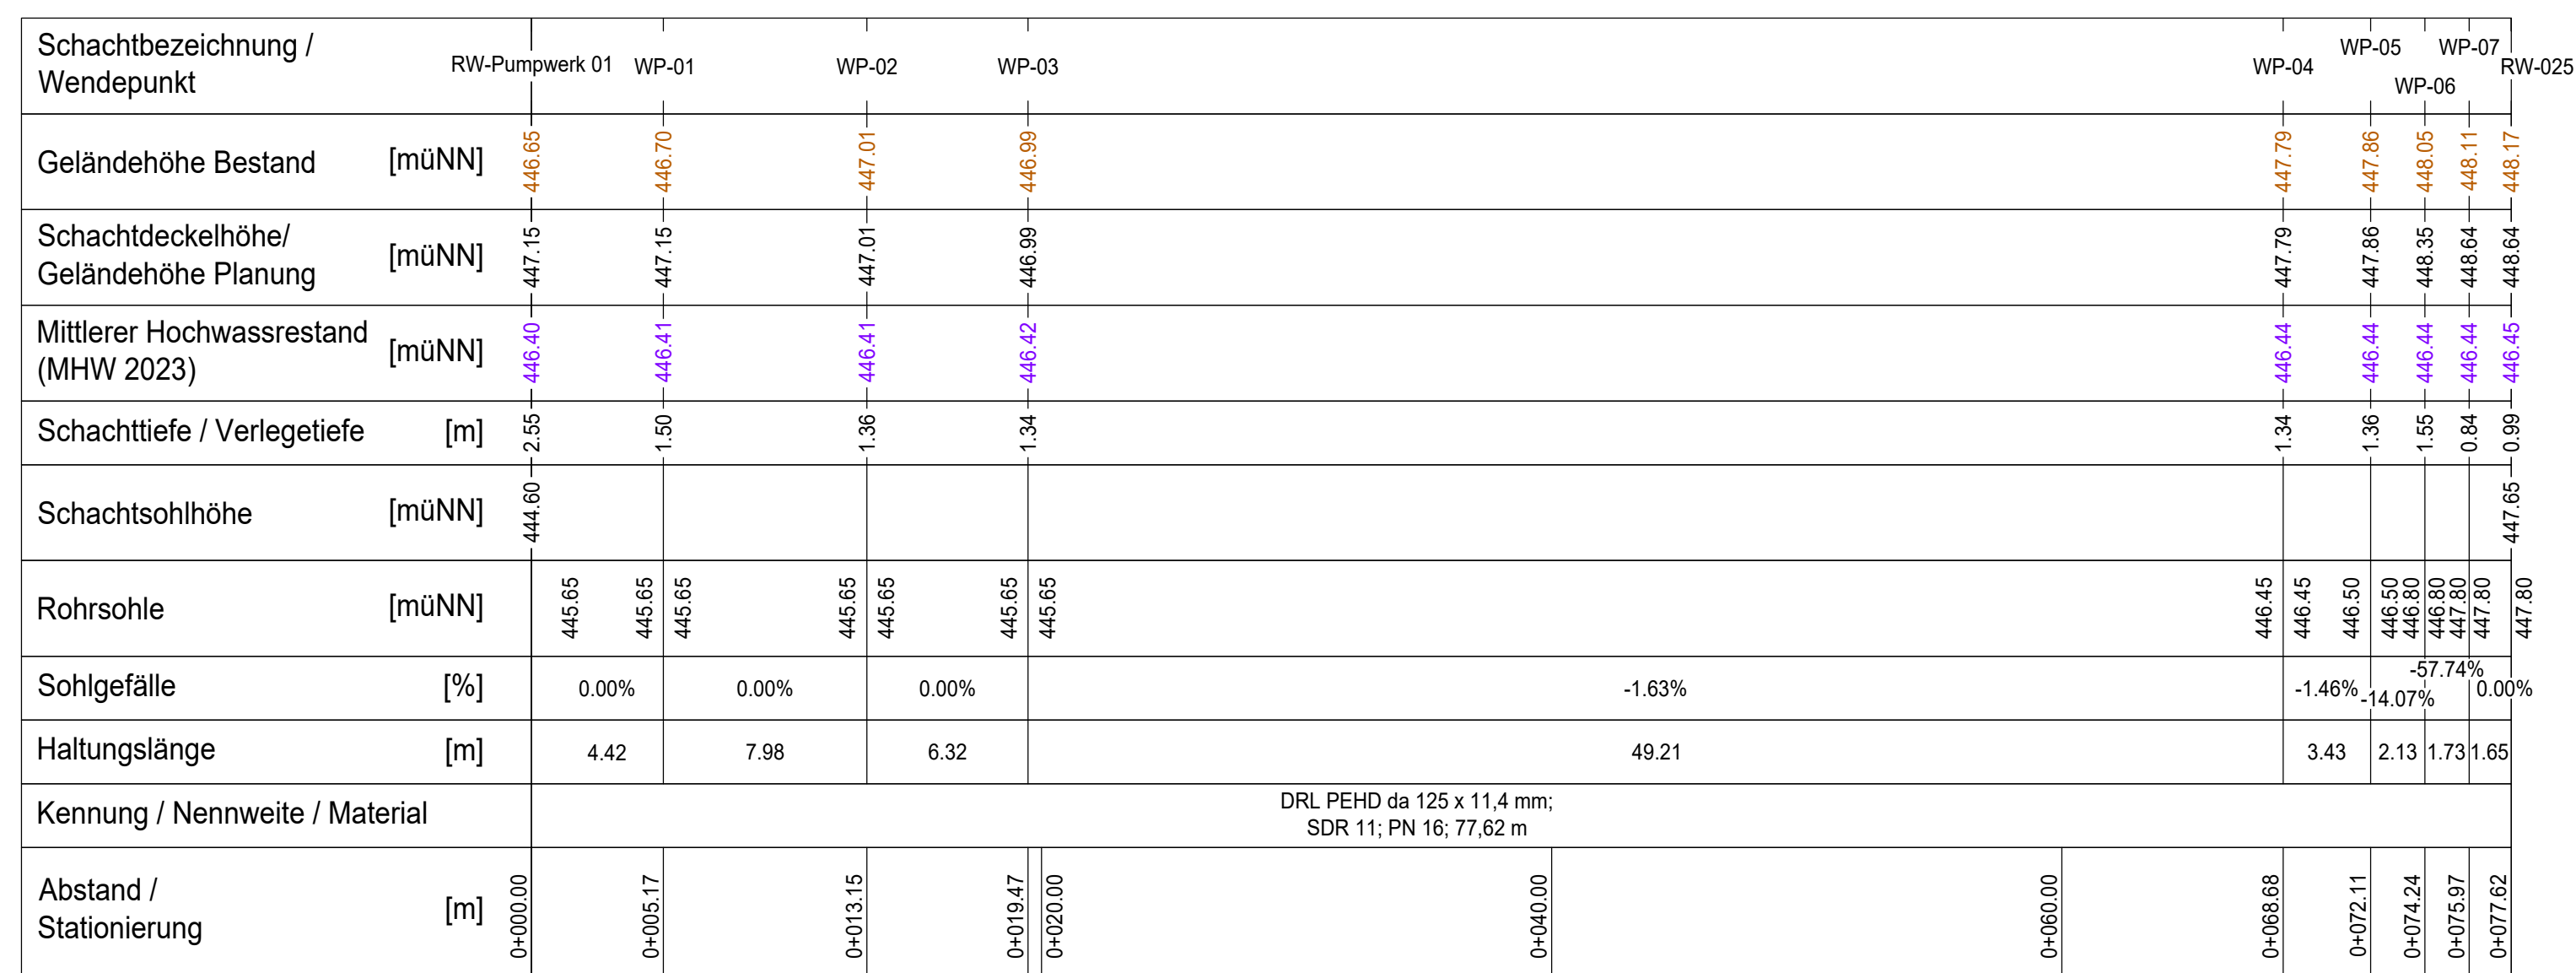 Schachtbezeichnung /
Wendepunkt
RW-Pumpwerk 01 WP-01 WP-02 WP-03 WP-04 WP-05 WP-06 WP-07 RW-025
Geländehöhe Bestand [müNN] 446.65 446.70 447.01 446.99 447.79 447.86 448.05 448.11 448.17
Schachtdeckelhöhe/
Geländehöhe Planung [müNN] 447.15 447.15 447.01 446.99 447.79 447.86 448.35 448.64 448.64
Mittlerer Hochwassrestand
(MHW 2023) [müNN] 446.40 446.41 446.41 446.42 446.44 446.44 446.44 446.44 446.45
Schachttiefe / Verlegetiefe [m] 2.55 1.50 1.36 1.34 1.34 1.36 1.55 0.84 0.99
Schachtsohlhöhe [müNN] 444.60 447.65
Rohrsohle [müNN] 445.65 445.65 445.65 445.65 445.65 445.65 445.65 446.45 446.45 446.50 446.50 446.80 446.80 447.80 447.80 447.80
Sohlgefälle [%] 0.00% 0.00% 0.00% -1.63% -1.46% -14.07% -57.74% 0.00%
Haltungslänge [m] 4.42 7.98 6.32 49.21 3.43 2.13 1.73 1.65
Kennung / Nennweite / Material
DRL PEHD da 125 x 11,4 mm;
SDR 11; PN 16; 77,62 m
Abstand /
Stationierung [m] 0+000.00 0+005.17 0+013.15 0+019.47 0+020.00 0+040.00 0+060.00 0+068.68 0+072.11 0+074.24 0+075.97 0+077.62